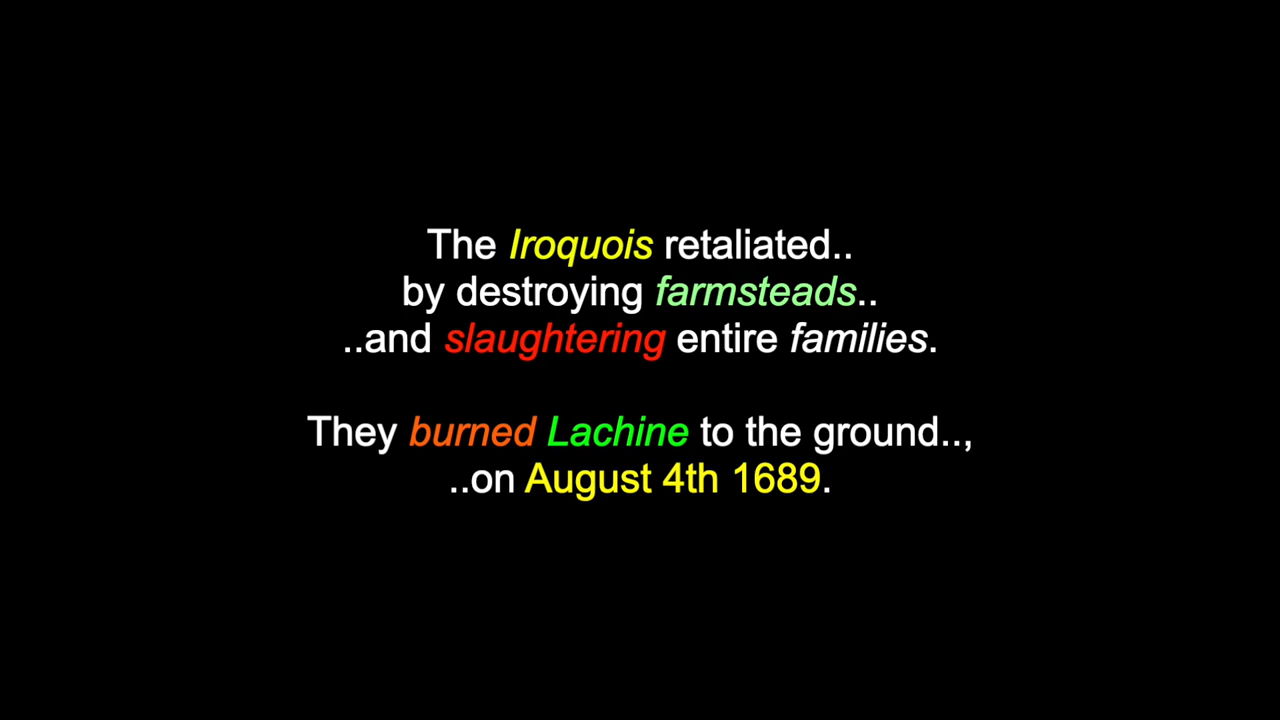 The Iroquois retaliated..
by destroying farmsteads..
..and slaughtering entire families.
They burned Lachine to the ground..,
..on August 4th 1689.